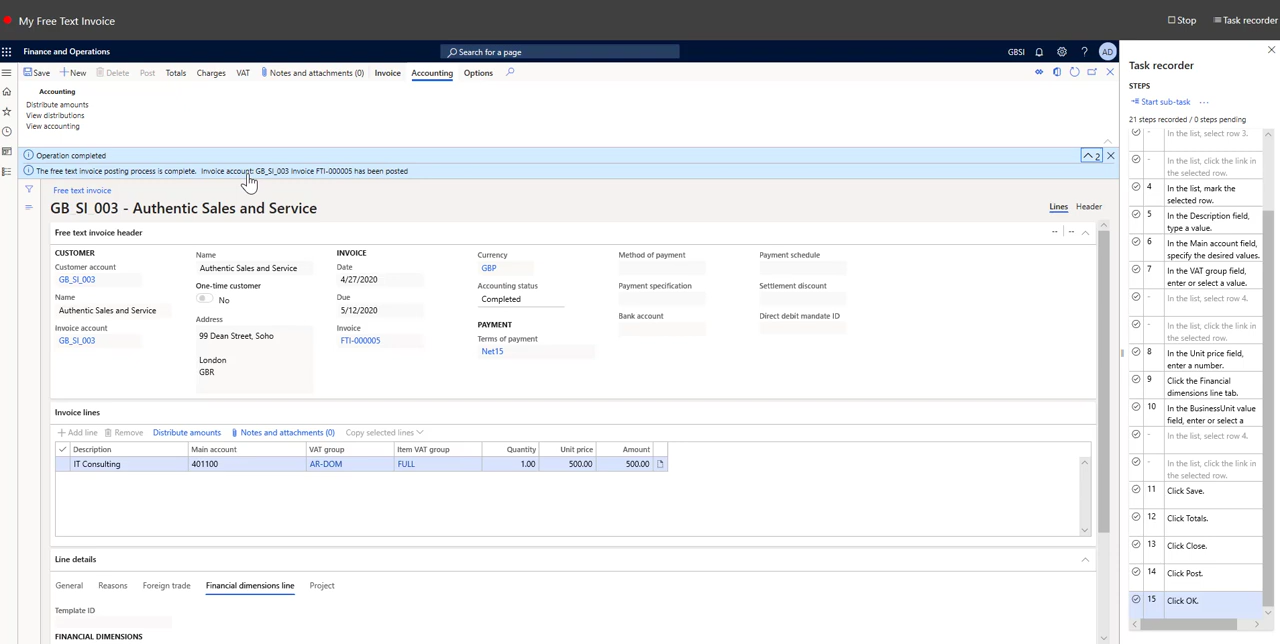 My Free Text Invoice
Stop
Task recorder
Finance and Operations
Search for a page
GBSI
?
AD
Save
New
Delete
Post
Totals
Charges
VAT
Notes and attachments (0)
Invoice
Accounting
Options
Accounting
Distribute amounts
View distributions
View accounting
Operation completed
2
The free text invoice posting process is complete. Invoice account: GB_SI_003 Invoice FTI-000005 has been posted
Free text invoice
GB_SI_003 - Authentic Sales and Service
Lines
Header
Free text invoice header
--
--
CUSTOMER
Customer account
GB_SI_003
Name
Authentic Sales and Service
Invoice account
GB_SI_003
Name
Authentic Sales and Service
One-time customer
No
Address
99 Dean Street, Soho
London
GBR
INVOICE
Date
4/27/2020
Due
5/12/2020
Invoice
FTI-000005
Currency
GBP
Accounting status
Completed
PAYMENT
Terms of payment
Net15
Method of payment
Payment specification
Bank account
Payment schedule
Settlement discount
Direct debit mandate ID
Invoice lines
Add line
Remove
Distribute amounts
Notes and attachments (0)
Copy selected lines
Description
Main account
VAT group
Item VAT group
Quantity
Unit price
Amount
IT Consulting
401100
AR-DOM
FULL
1.00
500.00
500.00
Line details
General
Reasons
Foreign trade
Financial dimensions line
Project
Template ID
FINANCIAL DIMENSIONS
Task recorder
STEPS
Start sub-task
...
21 steps recorded / 0 steps pending
- In the list, select row 3.
- In the list, click the link in
the selected row.
4 In the list, mark the
selected row.
5 In the Description field,
type a value.
6 In the Main account field,
specify the desired values.
7 In the VAT group field,
enter or select a value.
- In the list, select row 4.
- In the list, click the link in
the selected row.
8 In the Unit price field,
enter a number.
9 Click the Financial
dimensions line tab.
10 In the BusinessUnit value
field, enter or select a
- In the list, select row 4.
- In the list, click the link in
the selected row.
11 Click Save.
12 Click Totals.
13 Click Close.
14 Click Post.
15 Click OK.